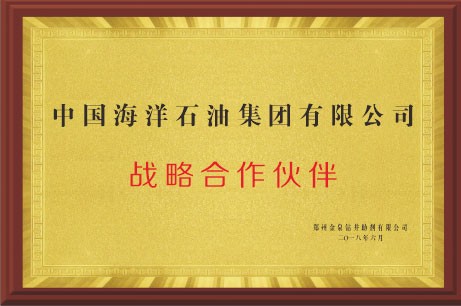 中国海洋石油集团有限公司
战略合作伙伴
郑州金泉钻井助剂有限公司
二〇一八年六月